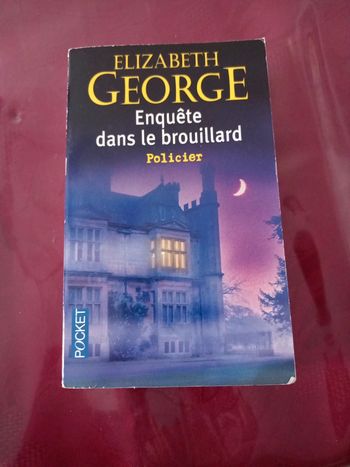 ELIZABETH
GEORGE
Enquête
dans le brouillard
Policier
POCKET